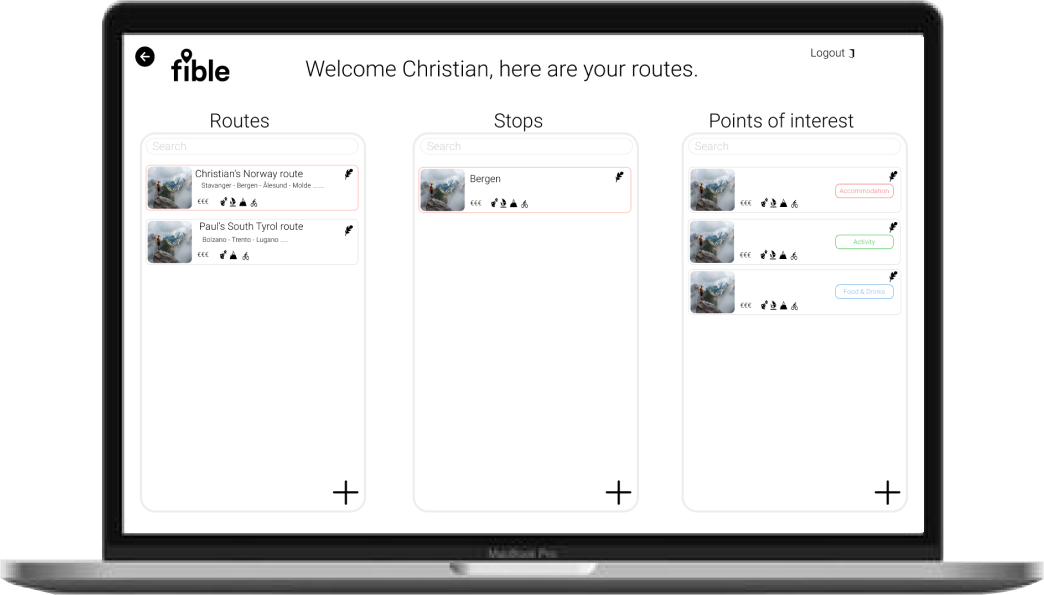 fible
Welcome Christian, here are your routes.
Logout
Routes
Search
Christian's Norway route
Stavanger - Bergen - Ålesund - Molde ......
€€€
Paul's South Tyrol route
Bolzano - Trento - Lugano ....
€€€
Stops
Search
Bergen
€€€
Points of interest
Search
Accommodation
€€€
Activity
€€€
Food & Drinks
€€€
MacBook Pro